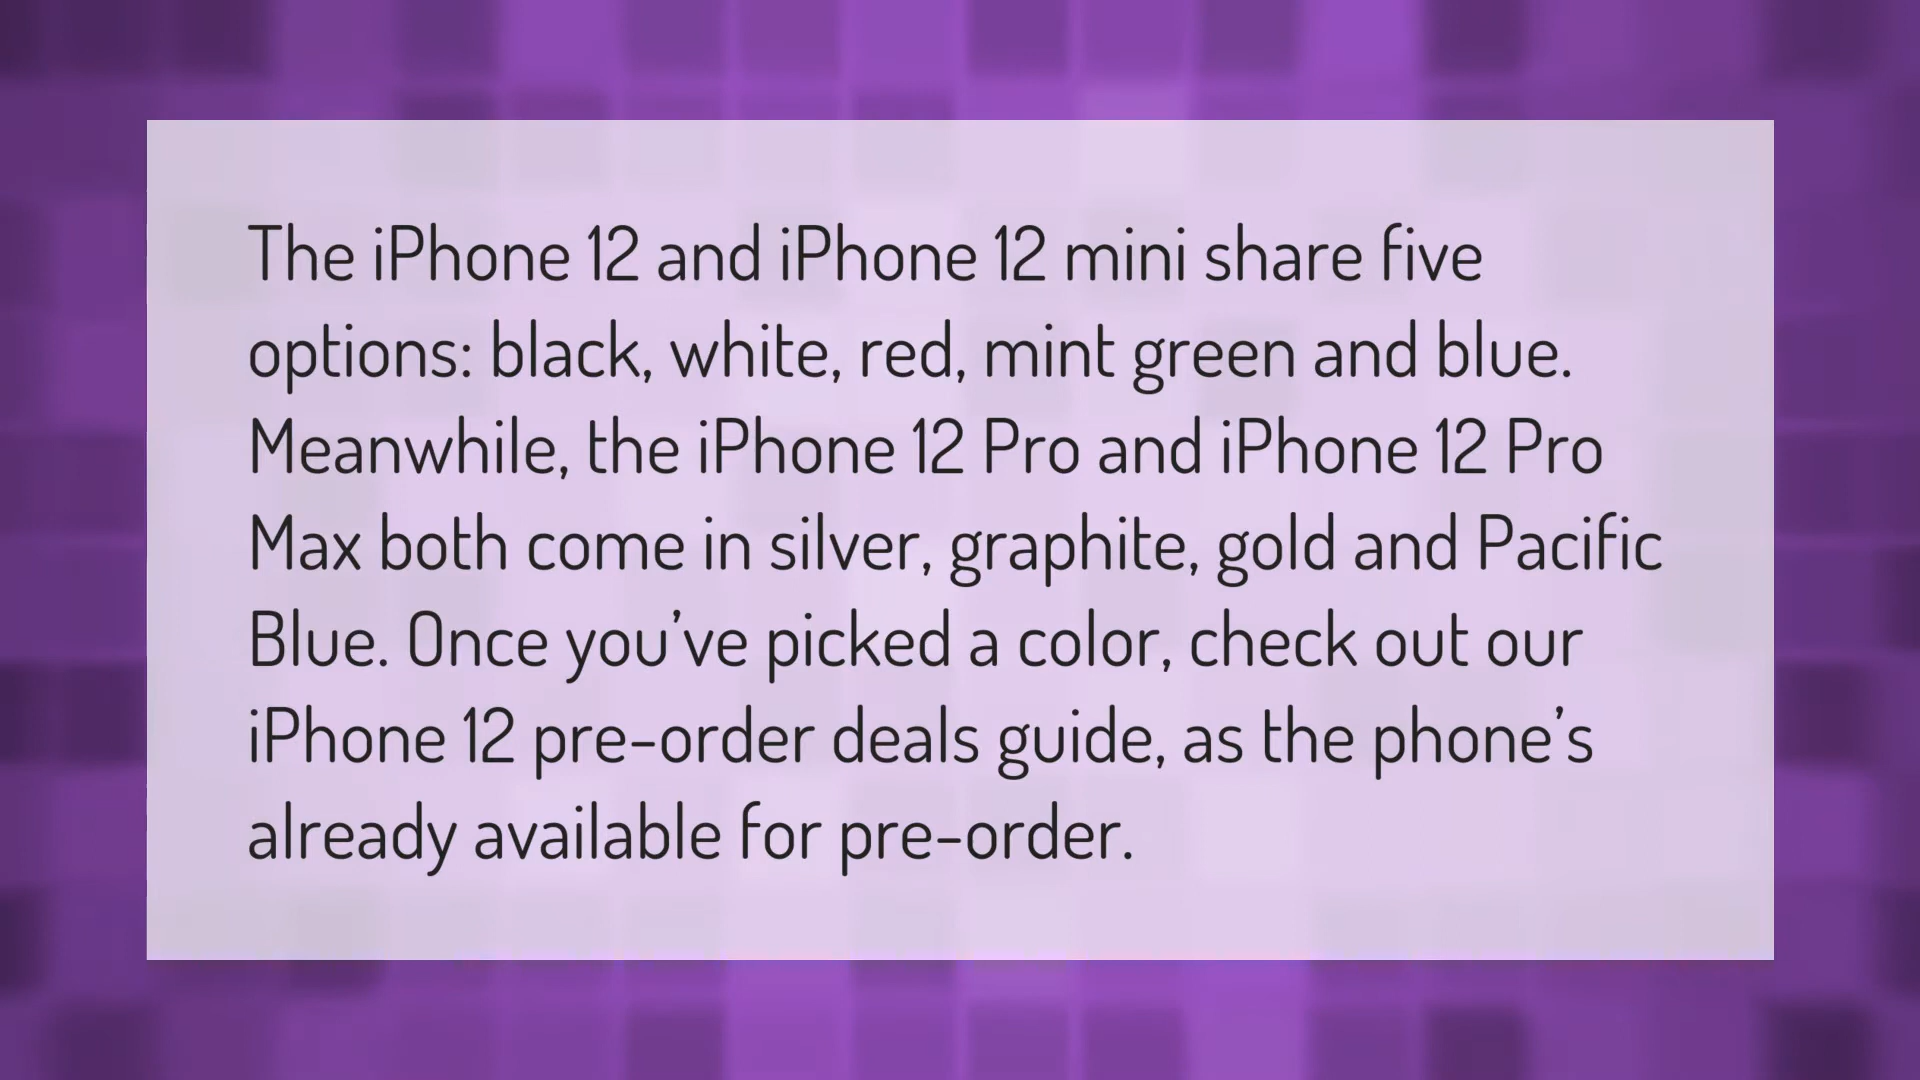 The iPhone 12 and iPhone 12 mini share five
options: black, white, red, mint green and blue.
Meanwhile, the iPhone 12 Pro and iPhone 12 Pro
Max both come in silver, graphite, gold and Pacific
Blue. Once you’ve picked a color, check out our
iPhone 12 pre-order deals guide, as the phone’s
already available for pre-order.